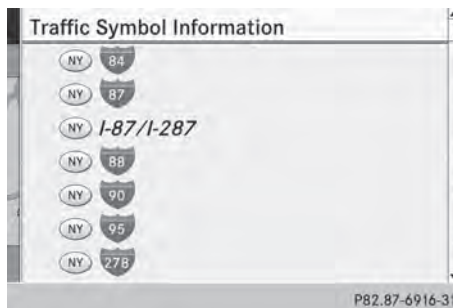 Traffic Symbol Information
NY 84
NY 87
NY I-87/I-287
NY 88
NY 90
NY 95
NY 278
P82.87-6916-31